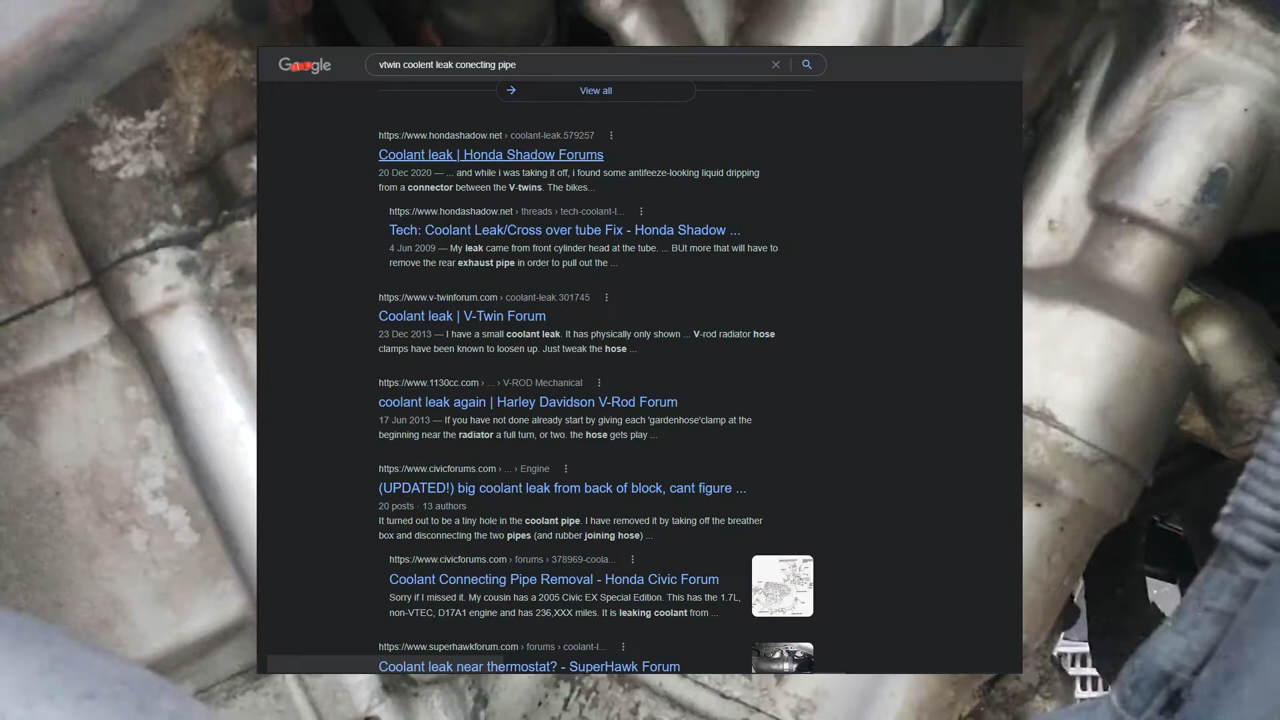 Google
vtwin coolent leak conecting pipe
View all
https://www.hondashadow.net › coolant-leak.579257
Coolant leak | Honda Shadow Forums
20 Dec 2020 — ... and while i was taking it off, i found some antifeeze-looking liquid dripping
from a connector between the V-twins. The bikes...
https://www.hondashadow.net › threads › tech-coolant-l...
Tech: Coolant Leak/Cross over tube Fix - Honda Shadow ...
4 Jun 2009 — My leak came from front cylinder head at the tube. ... BUt more that will have to
remove the rear exhaust pipe in order to pull out the ...
https://www.v-twinforum.com › coolant-leak.301745
Coolant leak | V-Twin Forum
23 Dec 2013 — I have a small coolant leak. It has physically only shown ... V-rod radiator hose
clamps have been known to loosen up. Just tweak the hose ...
https://www.1130cc.com › ... › V-ROD Mechanical
coolant leak again | Harley Davidson V-Rod Forum
17 Jun 2013 — If you have not done already start by giving each 'gardenhose'clamp at the
beginning near the radiator a full turn, or two. the hose gets play ...
https://www.civicforums.com › ... › Engine
(UPDATED!) big coolant leak from back of block, cant figure ...
20 posts · 13 authors
It turned out to be a tiny hole in the coolant pipe. I have removed it by taking off the breather
box and disconnecting the two pipes (and rubber joining hose) ...
https://www.civicforums.com › forums › 378969-coola...
Coolant Connecting Pipe Removal - Honda Civic Forum
Sorry if I missed it. My cousin has a 2005 Civic EX Special Edition. This has the 1.7L,
non-VTEC, D17A1 engine and has 236,XXX miles. It is leaking coolant from ...
https://www.superhawkforum.com › forums › coolant-l...
Coolant leak near thermostat? - SuperHawk Forum